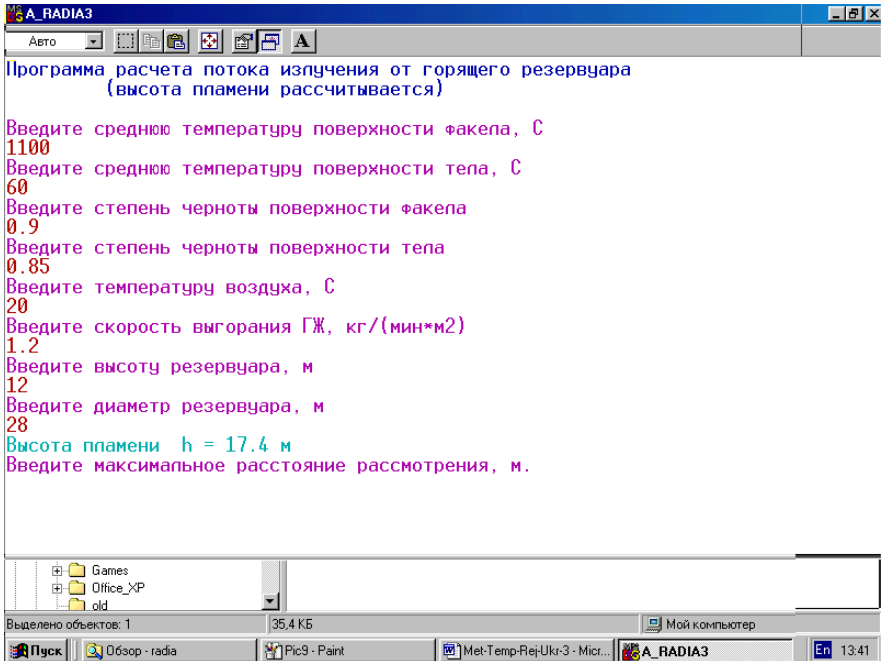 A_RADIA3
Авто
A
Программа расчета потока излучения от горящего резервуара
(высота пламени рассчитывается)
Введите среднюю температуру поверхности факела, С
1100
Введите среднюю температуру поверхности тела, С
60
Введите степень черноты поверхности факела
0.9
Введите степень черноты поверхности тела
0.85
Введите температуру воздуха, С
20
Введите скорость выгорания ГЖ, кг/(мин*м2)
1.2
Введите высоту резервуара, м
12
Введите диаметр резервуара, м
28
Высота пламени h = 17.4 м
Введите максимальное расстояние рассмотрения, м.
Games
Office_XP
old
Выделено объектов: 1 35,4 КБ Мой компьютер
Пуск Обзор - radia Pic9 - Paint Met-Temp-Rej-Ukr-3 - Micr... A_RADIA3 En 13:41